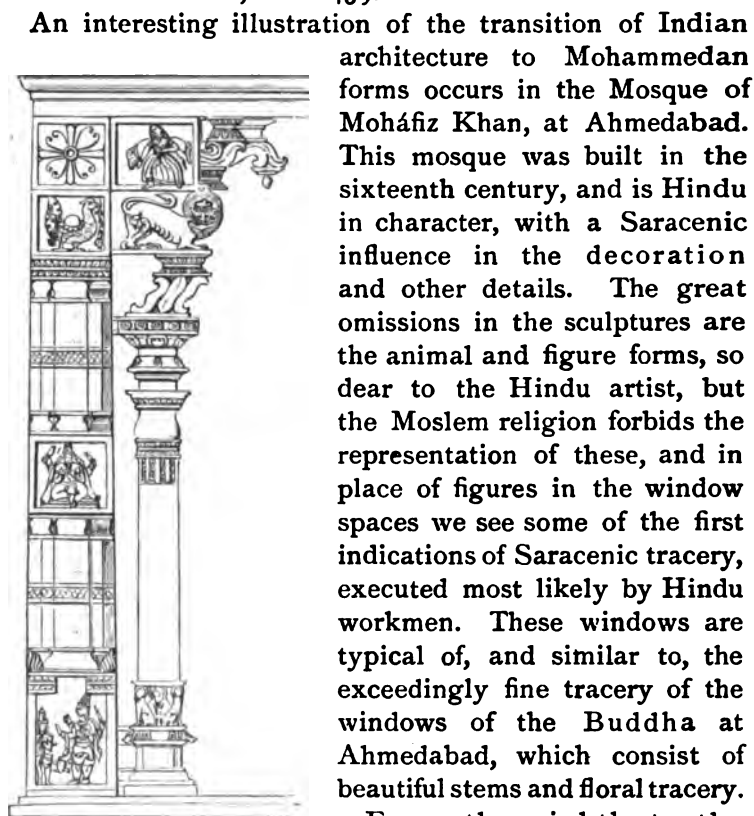 An interesting illustration of the transition of Indian
architecture to Mohammedan
forms occurs in the Mosque of
Moháfiz Khan, at Ahmedabad.
This mosque was built in the
sixteenth century, and is Hindu
in character, with a Saracenic
influence in the decoration
and other details. The great
omissions in the sculptures are
the animal and figure forms, so
dear to the Hindu artist, but
the Moslem religion forbids the
representation of these, and in
place of figures in the window
spaces we see some of the first
indications of Saracenic tracery,
executed most likely by Hindu
workmen. These windows are
typical of, and similar to, the
exceedingly fine tracery of the
windows of the Buddha at
Ahmedabad, which consist of
beautiful stems and floral tracery.